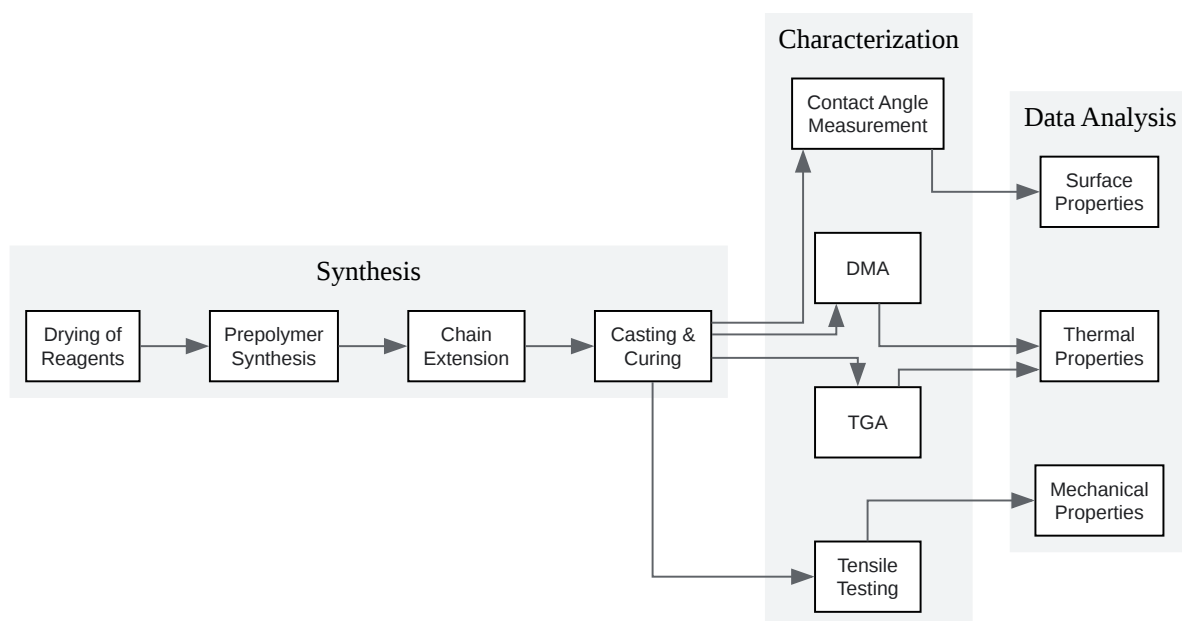 Synthesis
Drying of
Reagents
Prepolymer
Synthesis
Chain
Extension
Casting &
Curing
Characterization
Contact Angle
Measurement
DMA
TGA
Tensile
Testing
Data Analysis
Surface
Properties
Thermal
Properties
Mechanical
Properties